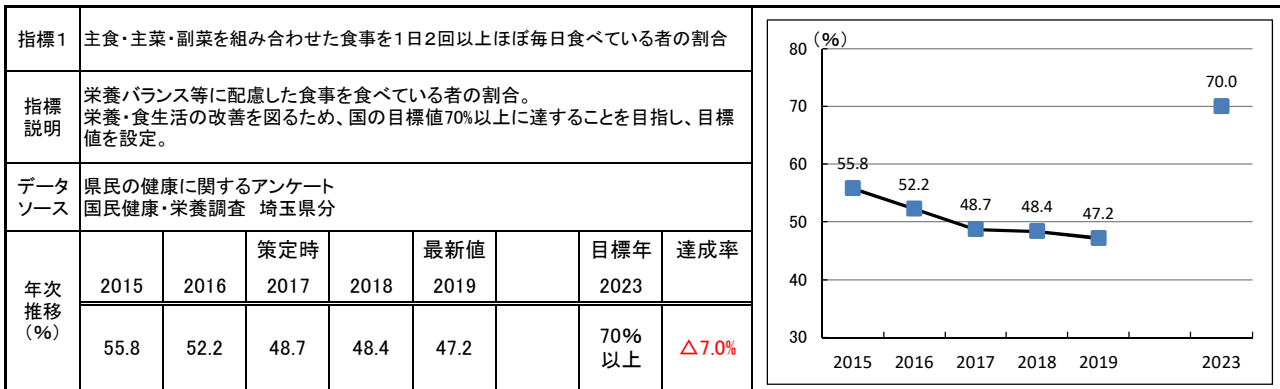 指標1
主食・主菜・副菜を組み合わせた食事を1日2回以上ほぼ毎日食べている者の割合
指標
説明
栄養バランス等に配慮した食事を食べている者の割合。
栄養・食生活の改善を図るため、国の目標値70%以上に達することを目指し、目標
値を設定。
データ
ソース
県民の健康に関するアンケート
国民健康・栄養調査 埼玉県分
年次
推移
(%)
策定時 最新値 目標年 達成率
2015 2016 2017 2018 2019 2023
55.8 52.2 48.7 48.4 47.2 70%以上 △7.0%
(%)
80
70
60
50
40
30
55.8
52.2
48.7
48.4
47.2
70.0
2015 2016 2017 2018 2019 2023